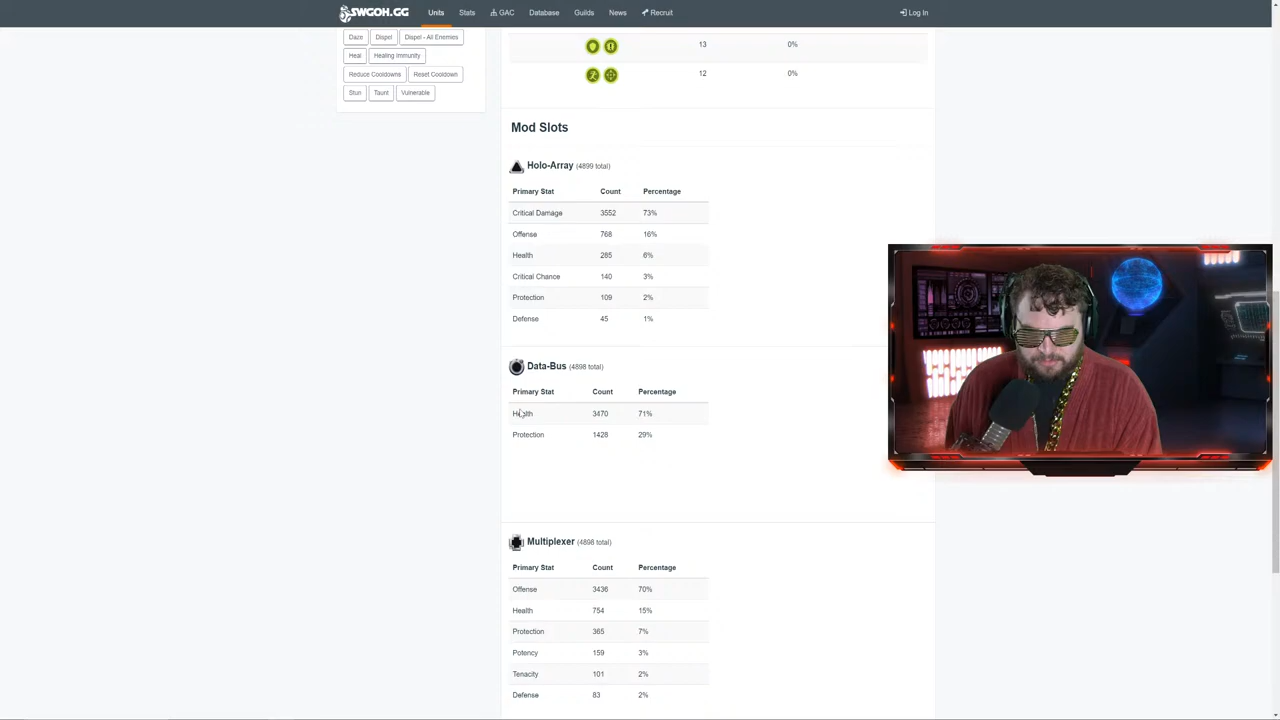 SWGOH.GG Units Stats GAC Database Guilds News Recruit Log In
Daze Dispel Dispel - All Enemies
Heal Healing Immunity
Reduce Cooldowns Reset Cooldown
Stun Taunt Vulnerable
13 0%
12 0%
Mod Slots
Holo-Array (4899 total)
Primary Stat Count Percentage
Critical Damage 3552 73%
Offense 768 16%
Health 285 6%
Critical Chance 140 3%
Protection 109 2%
Defense 45 1%
Data-Bus (4898 total)
Primary Stat Count Percentage
Health 3470 71%
Protection 1428 29%
Multiplexer (4898 total)
Primary Stat Count Percentage
Offense 3436 70%
Health 754 15%
Protection 365 7%
Potency 159 3%
Tenacity 101 2%
Defense 83 2%